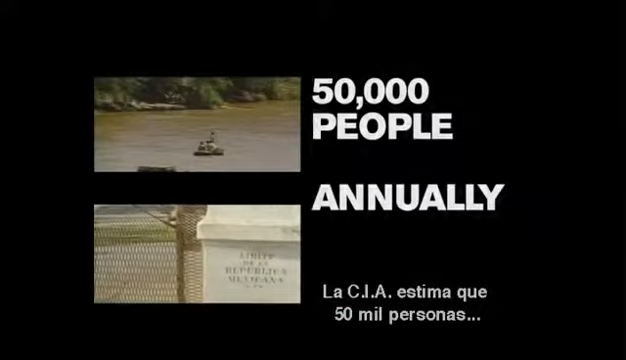 50,000
PEOPLE
ANNUALLY
LIMITE
DE LA
REPUBLICA
MEXICANA
La C.I.A. estima que
50 mil personas...